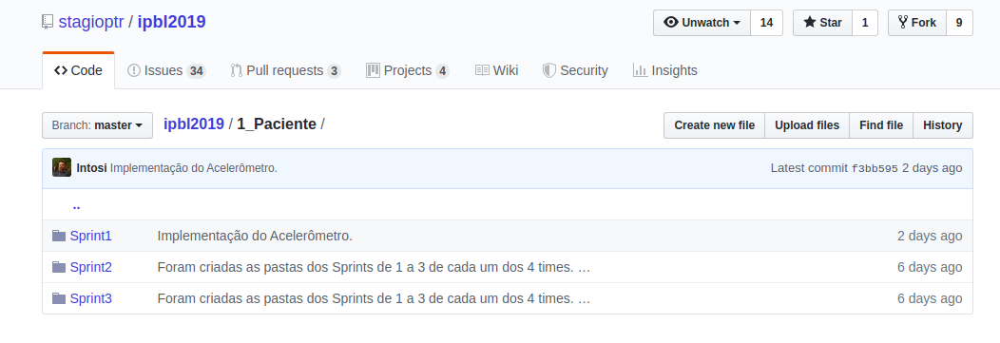 stagioptr / ipbl2019 Unwatch 14 Star 1 Fork 9
Code Issues 34 Pull requests 3 Projects 4 Wiki Security Insights
Branch: master ipbl2019 / 1_Paciente / Create new file Upload files Find file History
Intosi Implementação do Acelerômetro. Latest commit f3bb595 2 days ago
..
Sprint1 Implementação do Acelerômetro. 2 days ago
Sprint2 Foram criadas as pastas dos Sprints de 1 a 3 de cada um dos 4 times. … 6 days ago
Sprint3 Foram criadas as pastas dos Sprints de 1 a 3 de cada um dos 4 times. … 6 days ago